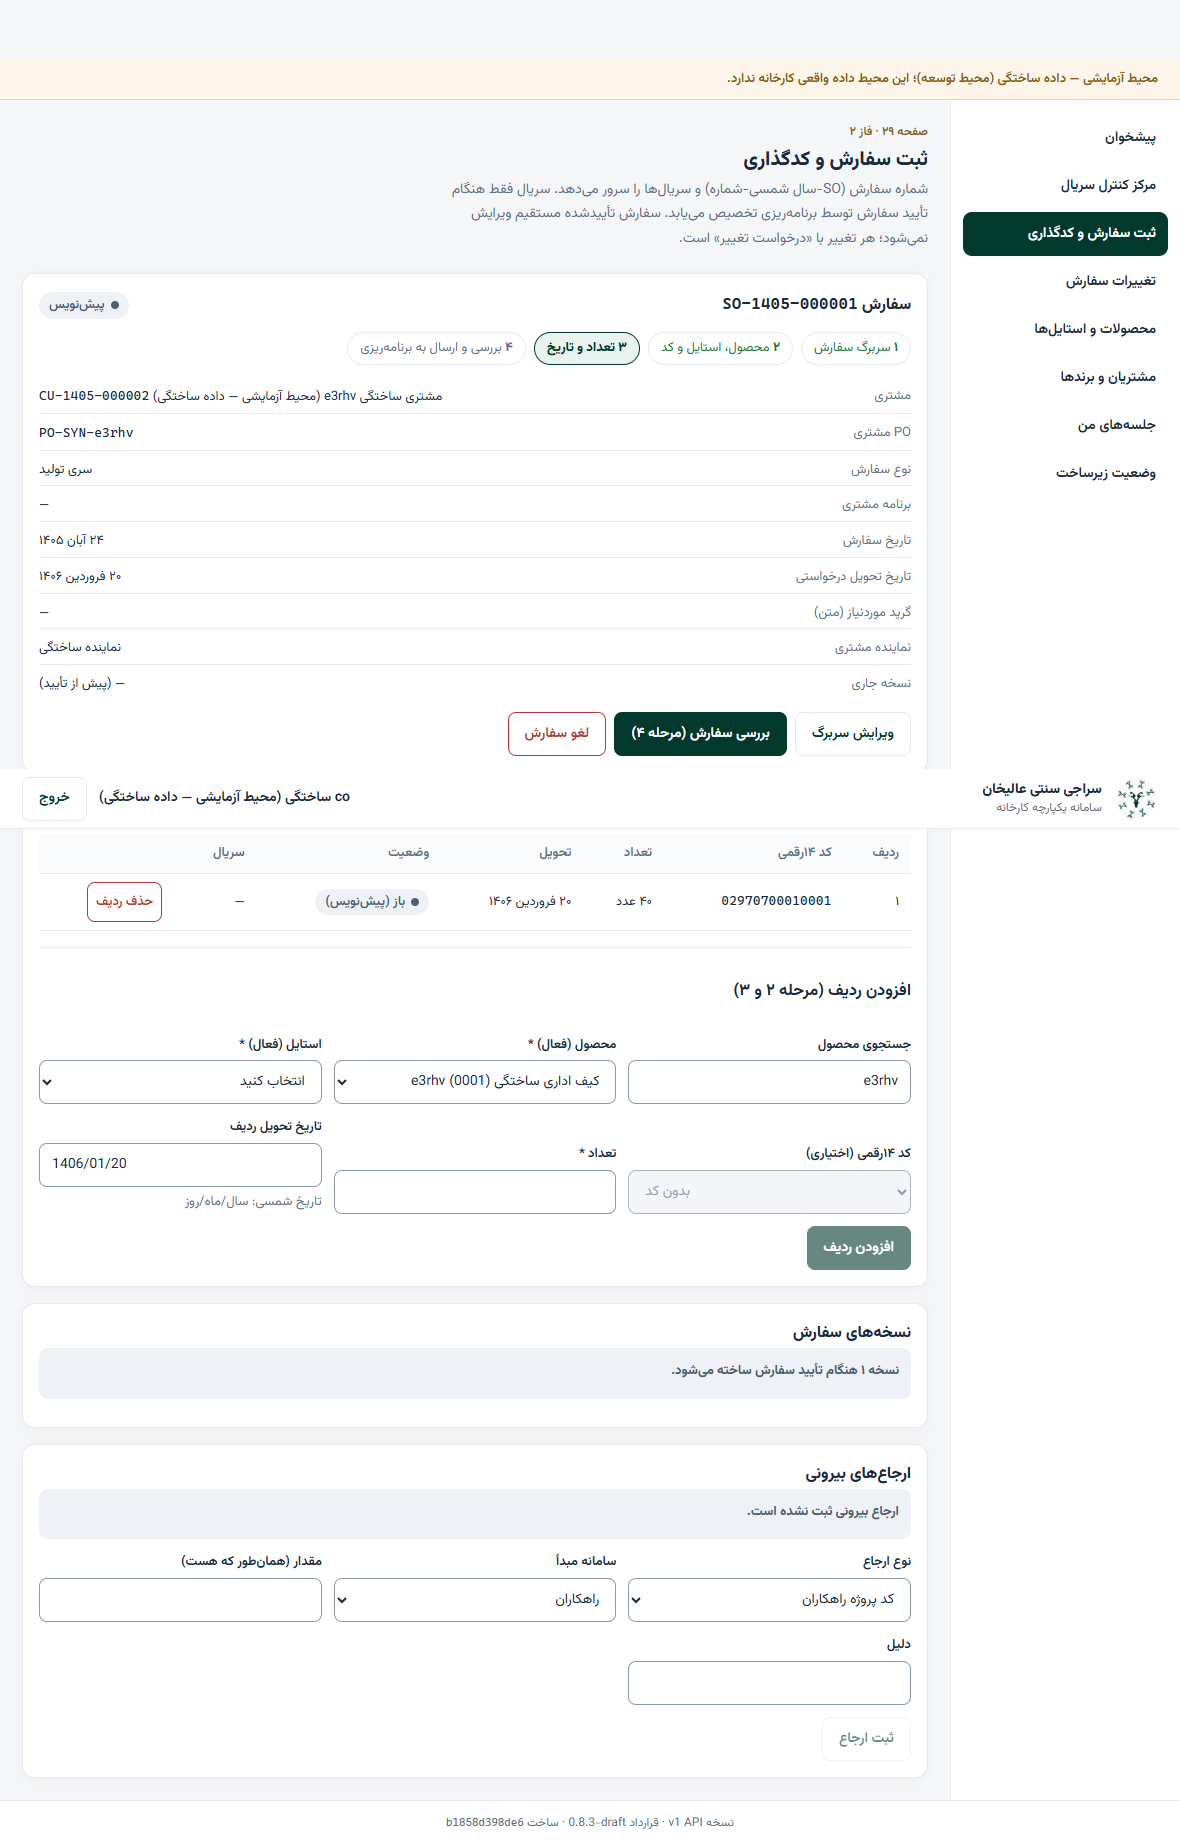 محیط آزمایشی — داده ساختگی (محیط توسعه)؛ این محیط داده واقعی کارخانه ندارد.
پیشخوان
مرکز کنترل سریال
ثبت سفارش و کدگذاری
تغییرات سفارش
محصولات و استایل‌ها
مشتریان و برندها
جلسه‌های من
وضعیت زیرساخت
صفحه ۲۹ · فاز ۲
ثبت سفارش و کدگذاری
شماره سفارش (SO-سال شمسی-شماره) و سریال‌ها را سرور می‌دهد. سریال فقط هنگام
تأیید سفارش توسط برنامه‌ریزی تخصیص می‌یابد. سفارش تأییدشده مستقیم ویرایش
نمی‌شود؛ هر تغییر با «درخواست تغییر» است.
سفارش SO-1405-000001
پیش‌نویس
۱ سربرگ سفارش
۲ محصول، استایل و کد
۳ تعداد و تاریخ
۴ بررسی و ارسال به برنامه‌ریزی
مشتری
مشتری ساختگی e3rhv (محیط آزمایشی — داده ساختگی) CU-1405-000002
PO مشتری
PO-SYN-e3rhv
نوع سفارش
سری تولید
برنامه مشتری
—
تاریخ سفارش
۲۴ آبان ۱۴۰۵
تاریخ تحویل درخواستی
۲۰ فروردین ۱۴۰۶
گرید موردنیاز (متن)
—
نماینده مشتری
نماینده ساختگی
نسخه جاری
— (پیش از تأیید)
ویرایش سربرگ
بررسی سفارش (مرحله ۴)
لغو سفارش
سراجی سنتی عالیخان
سامانه یکپارچه کارخانه
co ساختگی (محیط آزمایشی — داده ساختگی)
خروج
ردیف
کد ۱۴رقمی
تعداد
تحویل
وضعیت
سریال
۱
02970700010001
۴۰ عدد
۲۰ فروردین ۱۴۰۶
باز (پیش‌نویس)
—
حذف ردیف
افزودن ردیف (مرحله ۲ و ۳)
جستجوی محصول
محصول (فعال) *
استایل (فعال) *
e3rhv
کیف اداری ساختگی e3rhv (0001)
انتخاب کنید
کد ۱۴رقمی (اختیاری)
تعداد *
تاریخ تحویل ردیف
بدون کد
1406/01/20
تاریخ شمسی: سال/ماه/روز
افزودن ردیف
نسخه‌های سفارش
نسخه ۱ هنگام تأیید سفارش ساخته می‌شود.
ارجاع‌های بیرونی
ارجاع بیرونی ثبت نشده است.
نوع ارجاع
سامانه مبدأ
مقدار (همان‌طور که هست)
کد پروژه راهکاران
راهکاران
دلیل
ثبت ارجاع
نسخه API v1 · قرارداد 0.8.3-draft · ساخت b1858d398de6